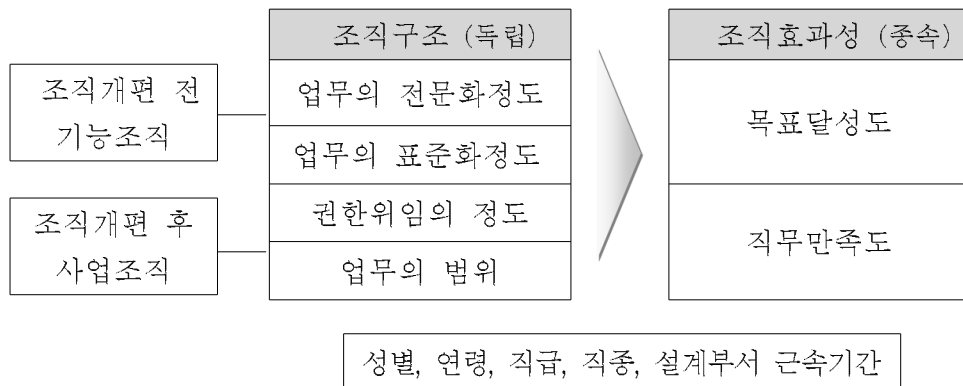 조직개편 전
기능조직
조직개편 후
사업조직
조직구조 (독립)
업무의 전문화정도
업무의 표준화정도
권한위임의 정도
업무의 범위
조직효과성 (종속)
목표달성도
직무만족도
성별, 연령, 직급, 직종, 설계부서 근속기간